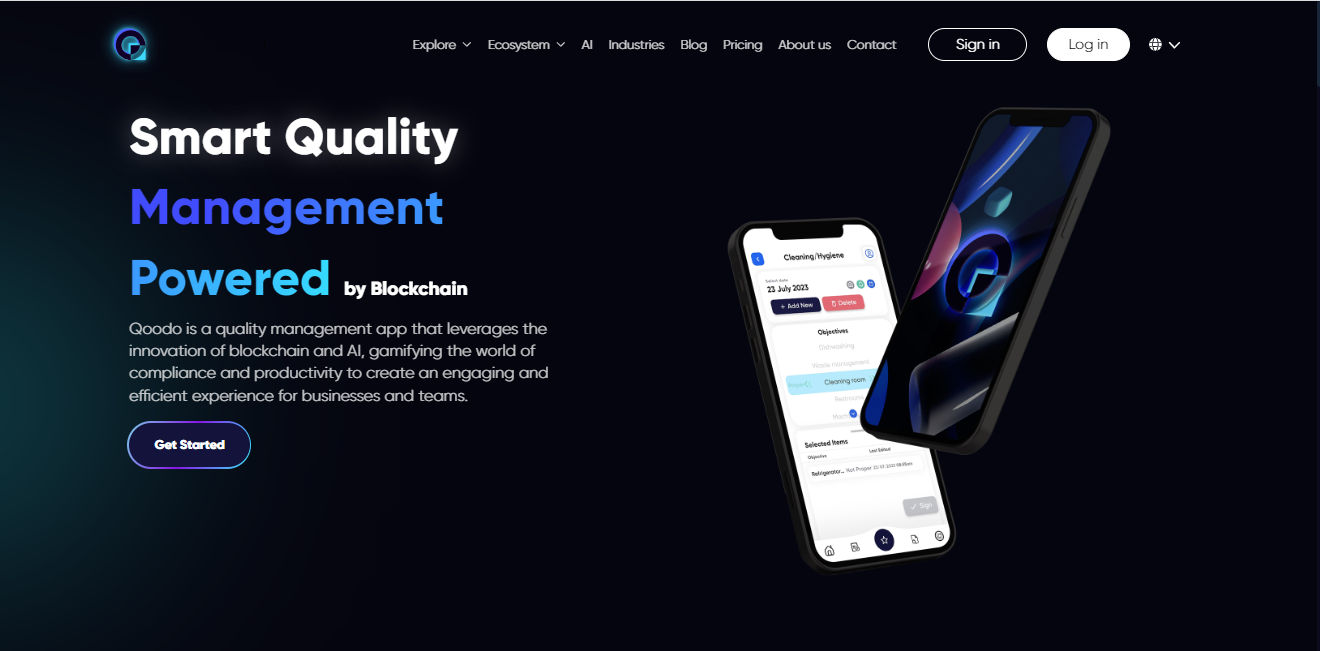 Explore
Ecosystem
AI
Industries
Blog
Pricing
About us
Contact
Sign in
Log in
Smart Quality
Management
Powered by Blockchain
Qoodo is a quality management app that leverages the
innovation of blockchain and AI, gamifying the world of
compliance and productivity to create an engaging and
efficient experience for businesses and teams.
Get Started
Cleaning/Hygiene
Select date
23 July 2023
+ Add New
Delete
Objectives
Dishwashing
Waste management
Cleaning room
Selected Items
Objective
Last Edited
Refrigerator... Not Proper
Sign